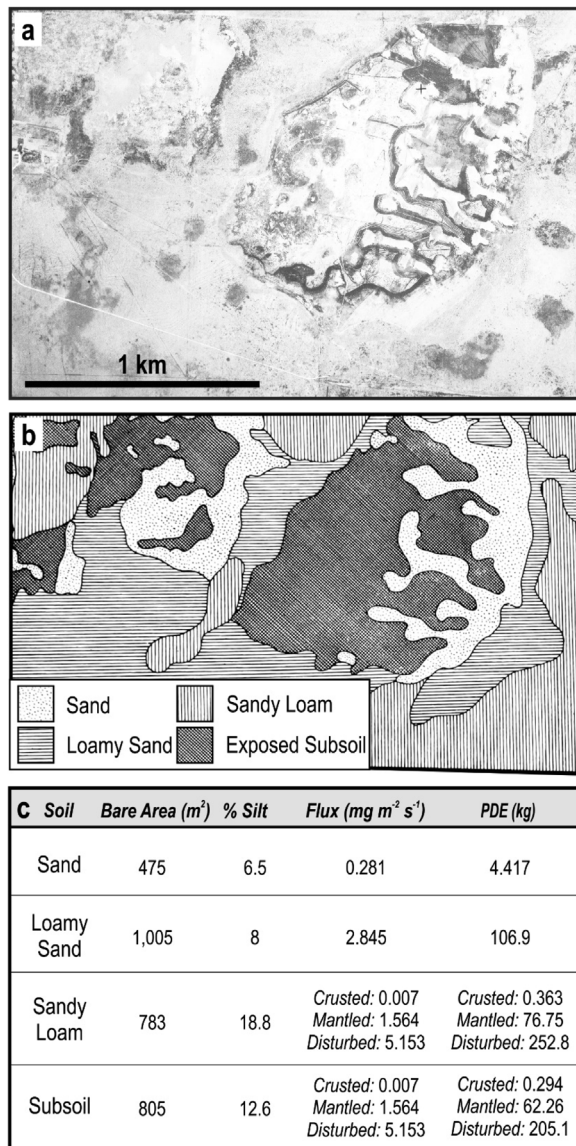 a
1 km
b
Sand
Sandy Loam
Loamy Sand
Exposed Subsoil
c Soil Bare Area (m² ) % Silt Flux (mg m⁻² s⁻¹) PDE (kg)
Sand 475 6.5 0.281 4.417
Loamy Sand 1,005 8 2.845 106.9
Sandy Loam 783 18.8 Crusted: 0.007 Crusted: 0.363
Mantled: 1.564 Mantled: 76.75
Disturbed: 5.153 Disturbed: 252.8
Subsoil 805 12.6 Crusted: 0.007 Crusted: 0.294
Mantled: 1.564 Mantled: 62.26
Disturbed: 5.153 Disturbed: 205.1